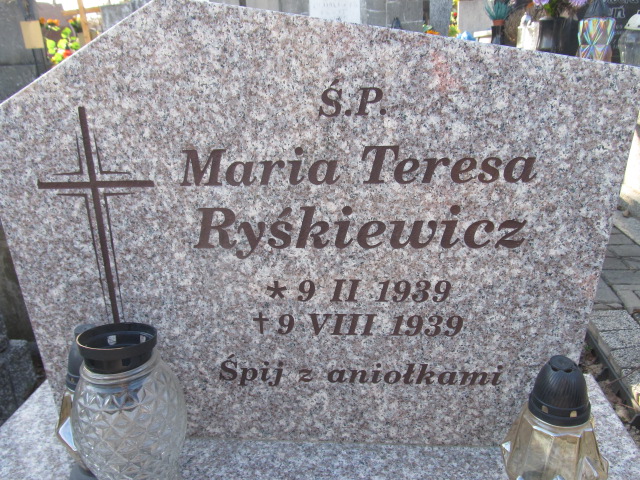 Ś.P.
Maria Teresa
Ryśkiewicz
* 9 II 1939
† 9 VIII 1939
Śpij z aniołkami